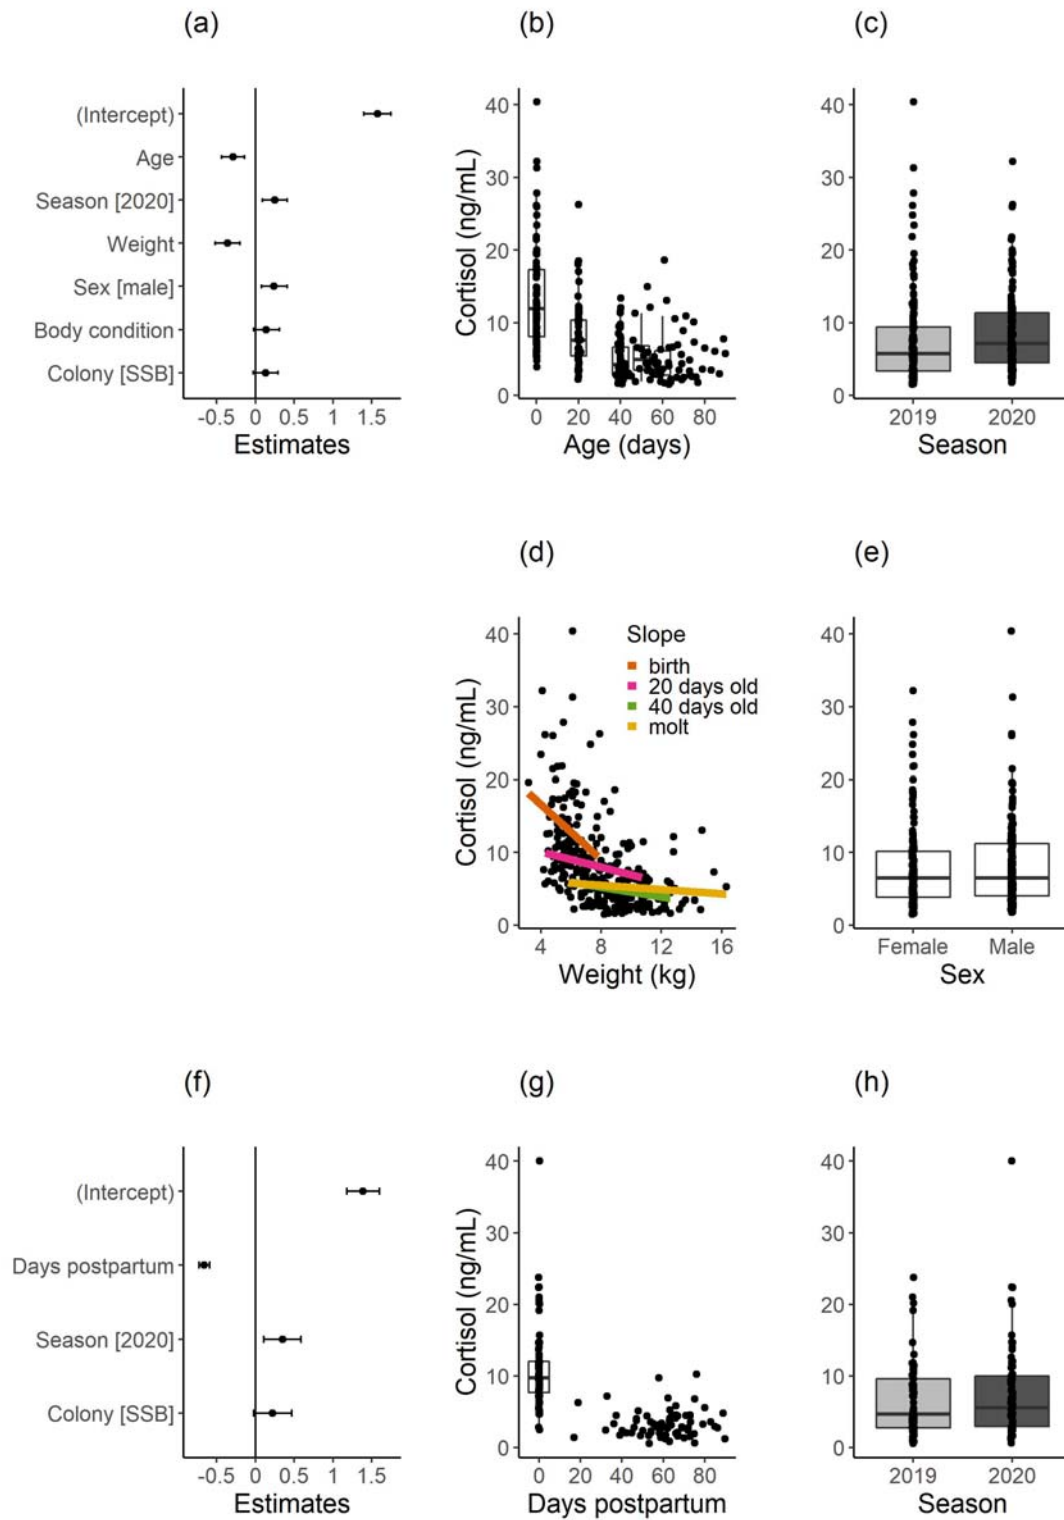 (a)
(Intercept)
Age
Season [2020]
Weight
Sex [male]
Body condition
Colony [SSB]
-0.5 0 0.5 1 1.5
Estimates
(b)
Cortisol (ng/mL)
40
30
20
10
0
0 20 40 60 80
Age (days)
(c)
40
30
20
10
0
2019 2020
Season
(d)
Cortisol (ng/mL)
40
30
20
10
0
Slope
birth
20 days old
40 days old
molt
4 8 12 16
Weight (kg)
(e)
40
30
20
10
0
Female Male
Sex
(f)
(Intercept)
Days postpartum
Season [2020]
Colony [SSB]
-0.5 0 0.5 1 1.5
Estimates
(g)
Cortisol (ng/mL)
40
30
20
10
0
0 20 40 60 80
Days postpartum
(h)
40
30
20
10
0
2019 2020
Season